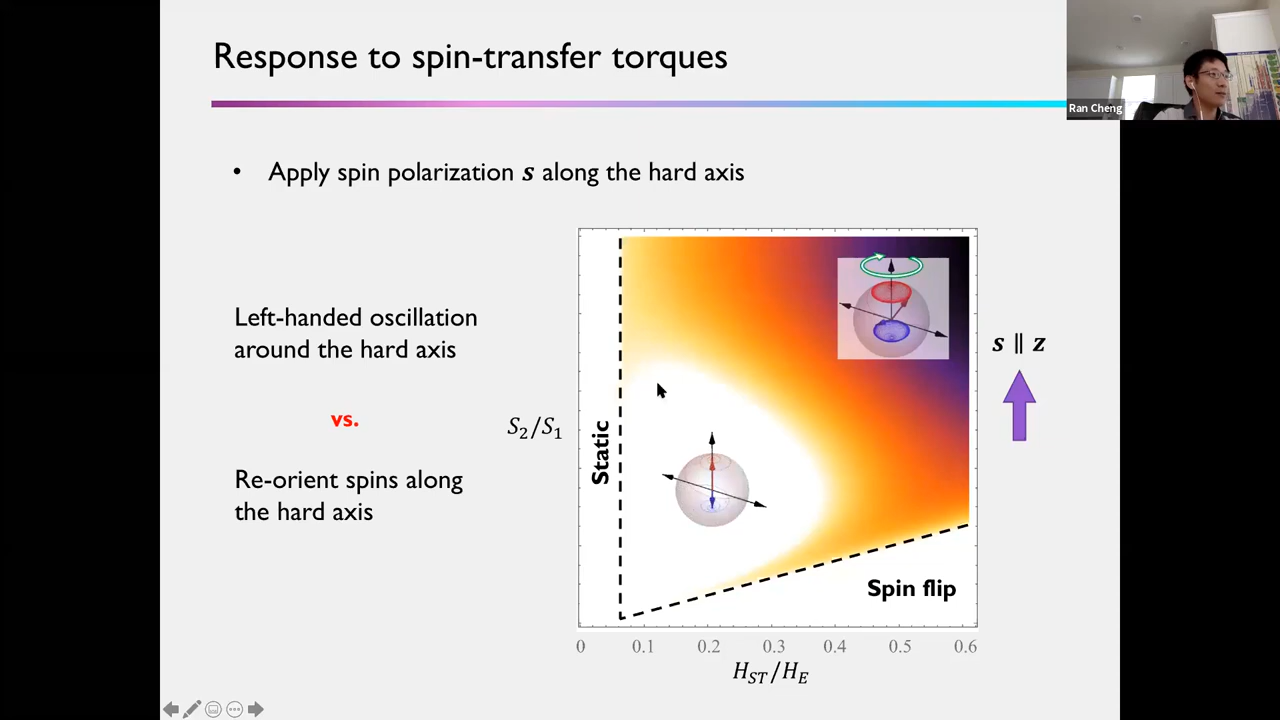 Response to spin-transfer torques
Ran Cheng
• Apply spin polarization s along the hard axis
Left-handed oscillation
around the hard axis
vs.
Re-orient spins along
the hard axis
S₂/S₁
Static
Spin flip
s ∥ z
0 0.1 0.2 0.3 0.4 0.5 0.6
H_ST/H_E